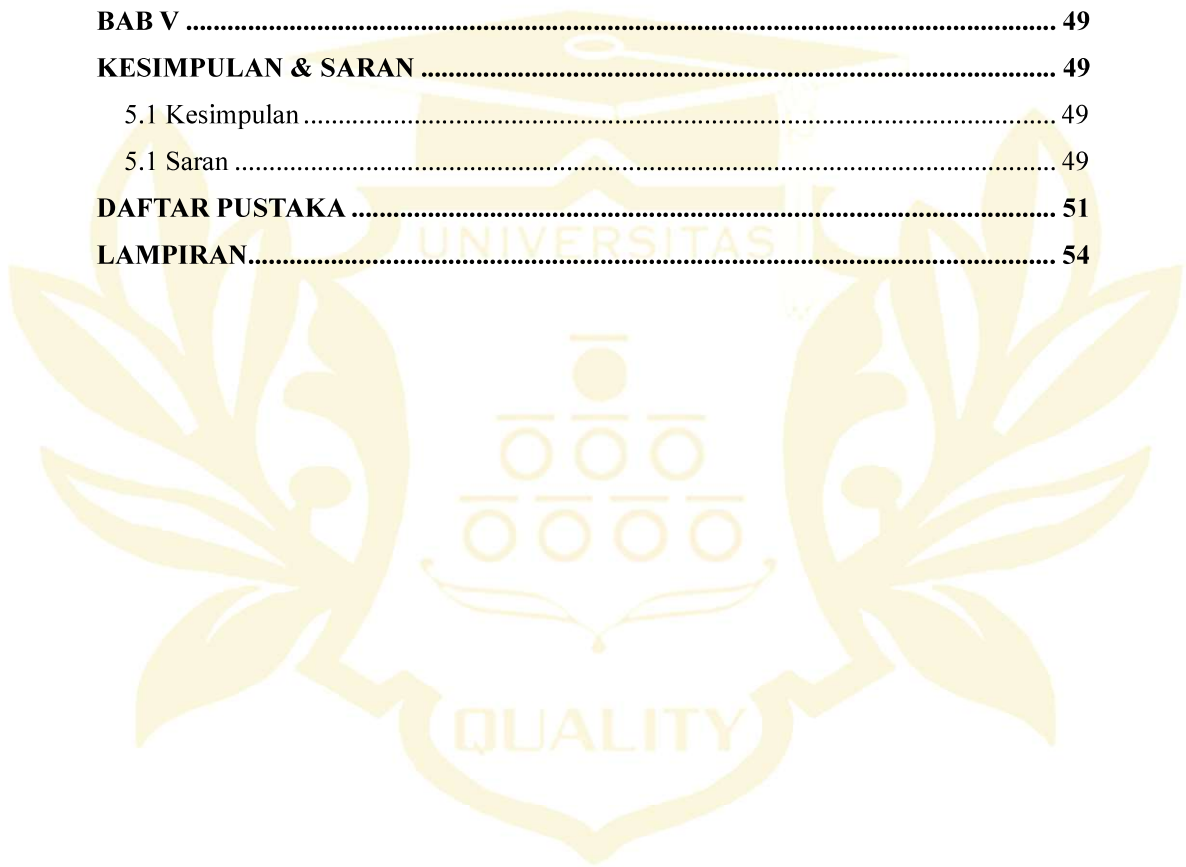 BAB V ........................................................................................................ 49
KESIMPULAN & SARAN ........................................................................ 49
5.1 Kesimpulan ........................................................................................ 49
5.1 Saran .................................................................................................. 49
DAFTAR PUSTAKA ................................................................................ 51
UNIVERSITAS
LAMPIRAN.............................................................................................. 54
QUALITY